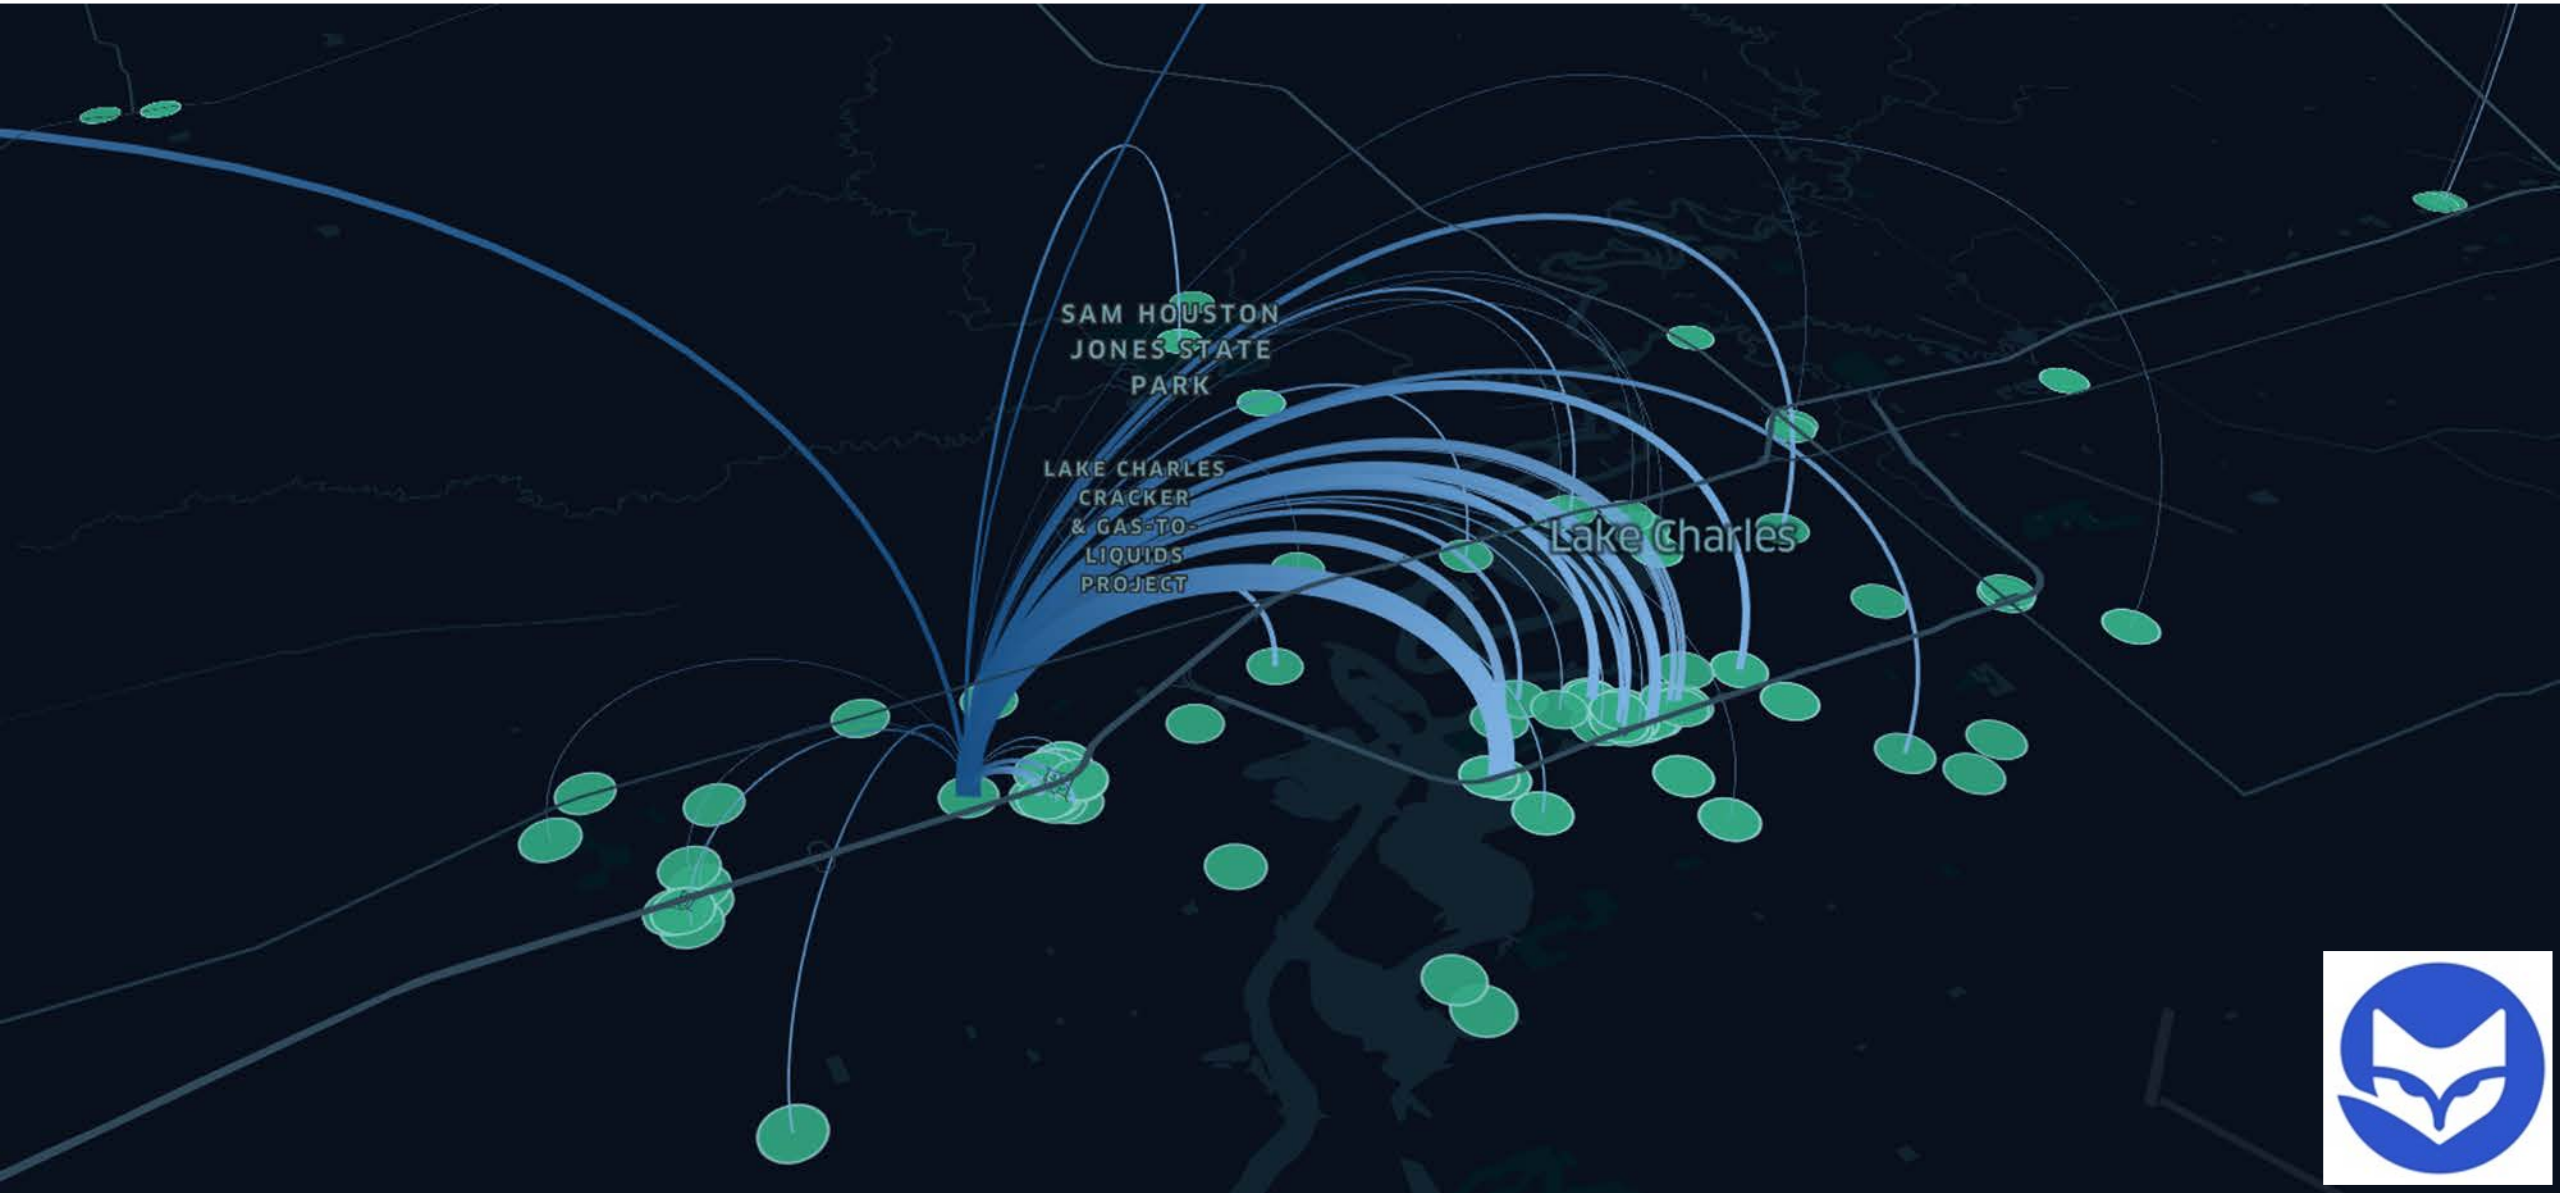 SAM HOUSTON
JONES STATE
PARK
LAKE CHARLES
CRACKER
& GAS-TO-
LIQUIDS
PROJECT
Lake Charles